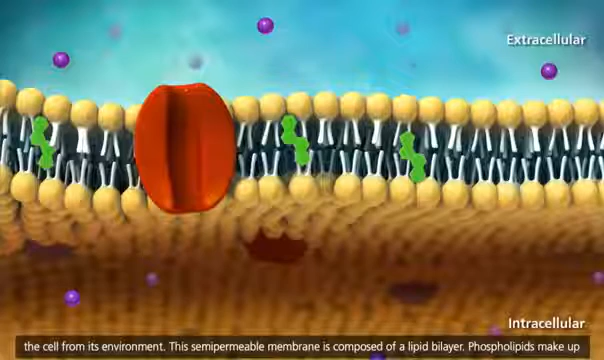 Extracellular
Intracellular
the cell from its environment. This semipermeable membrane is composed of a lipid bilayer. Phospholipids make up